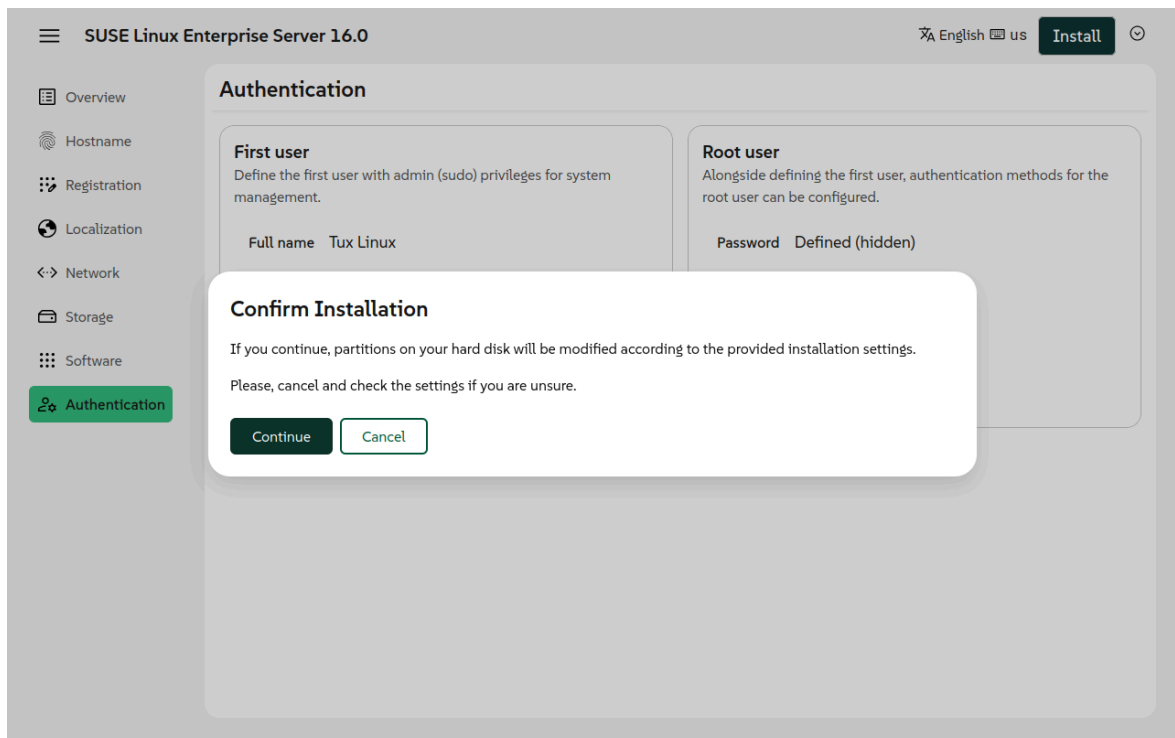 SUSE Linux Enterprise Server 16.0
English us
Install
Overview
Hostname
Registration
Localization
Network
Storage
Software
Authentication
Authentication
First user
Define the first user with admin (sudo) privileges for system
management.
Full name Tux Linux
Root user
Alongside defining the first user, authentication methods for the
root user can be configured.
Password Defined (hidden)
Confirm Installation
If you continue, partitions on your hard disk will be modified according to the provided installation settings.
Please, cancel and check the settings if you are unsure.
Continue
Cancel